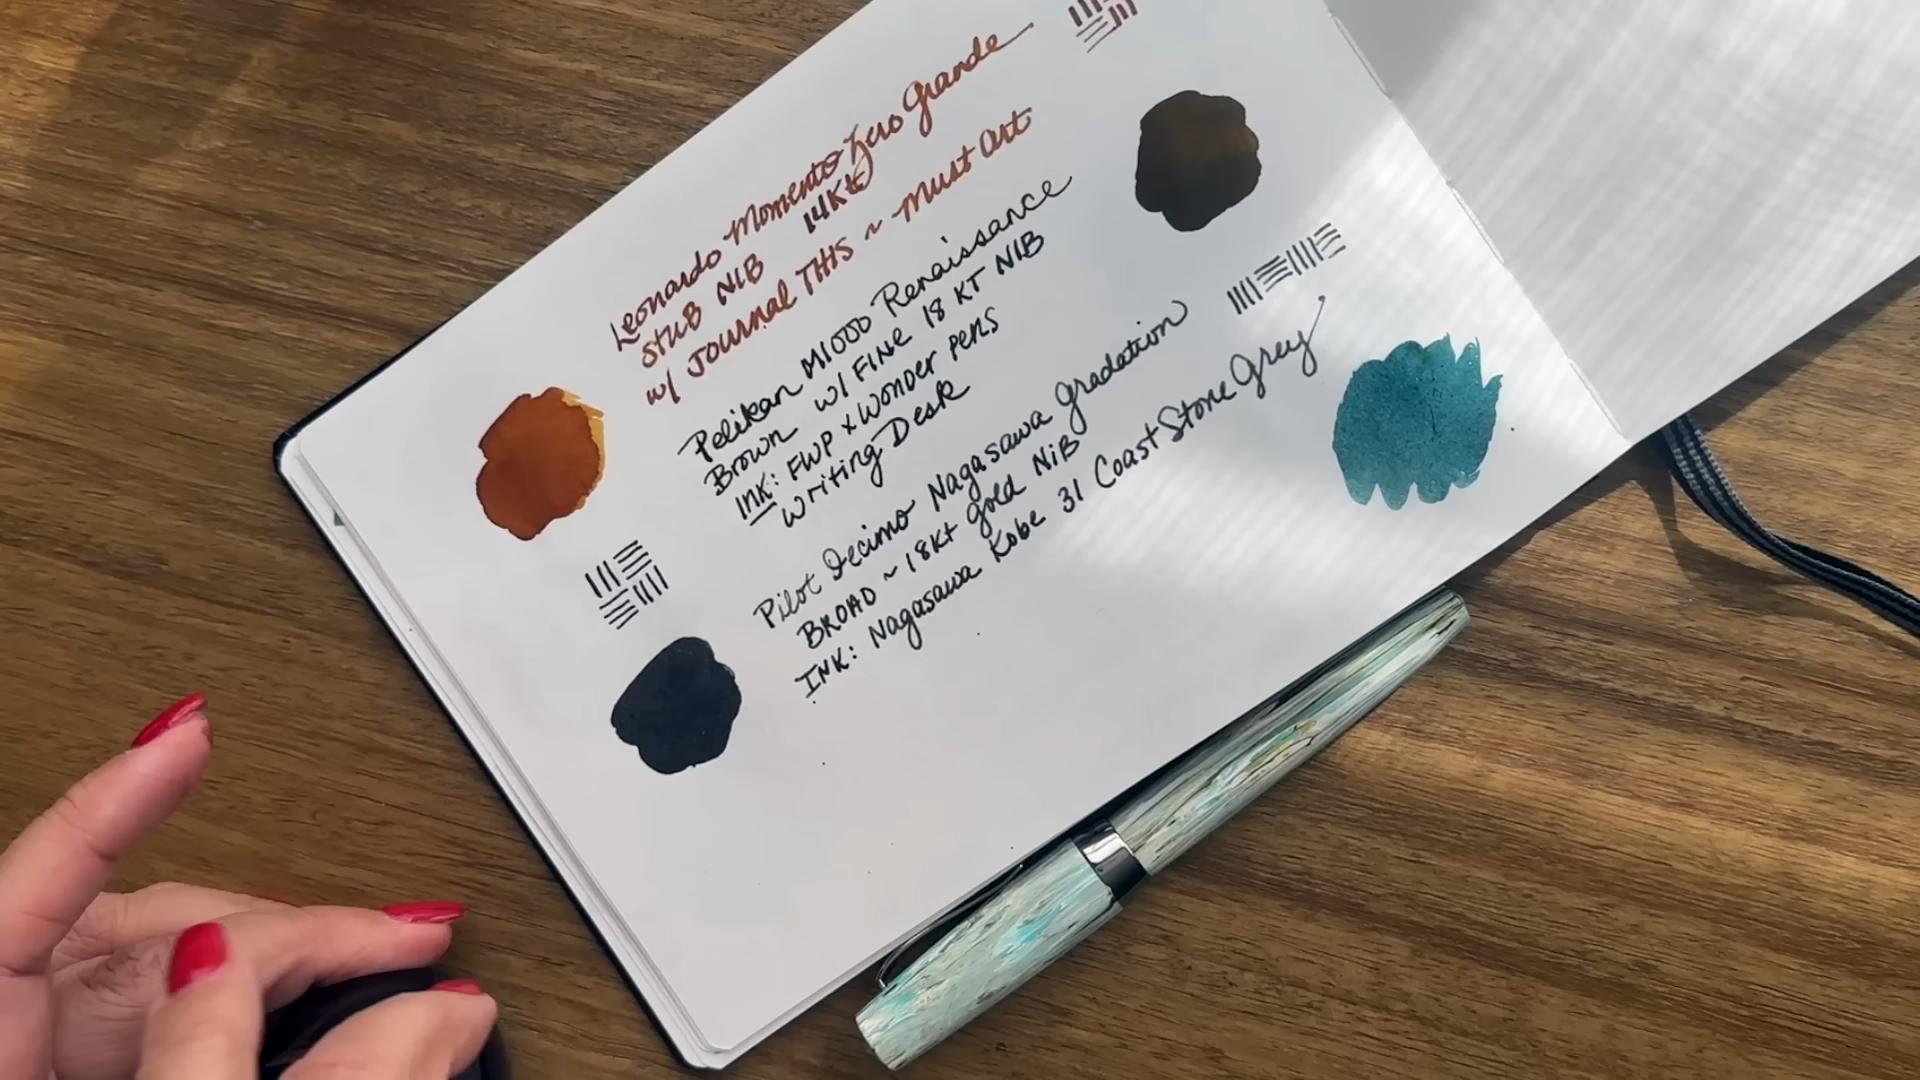 Leonardo Momento Zero Grande
STUB NIB 14Kt
w/ JOURNAL THIS ~ MUST ART
Pelikan M1000 Renaissance
Brown w/ FINE 18 KT NIB
INK: FWP x Wonder Pens
Writing Desk
Pilot Decimo Nagasawa Gradation
BROAD ~ 18Kt gold NiB
INK: Nagasawa Kobe 31 Coast Stone Grey